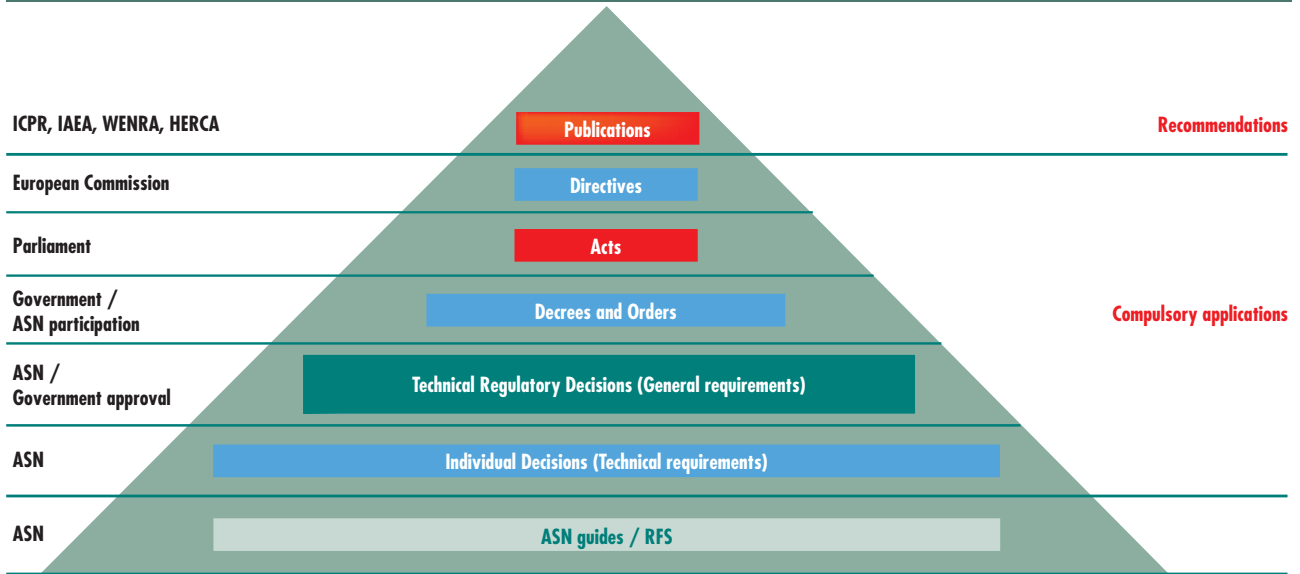 ICPR, IAEA, WENRA, HERCA
Publications
Recommendations
European Commission
Directives
Parliament
Acts
Government /
ASN participation
Decrees and Orders
Compulsory applications
ASN /
Government approval
Technical Regulatory Decisions (General requirements)
ASN
Individual Decisions (Technical requirements)
ASN
ASN guides / RFS